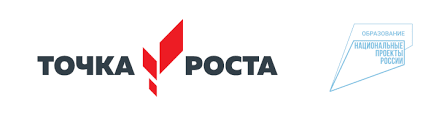 ТОЧКА РОСТА
ОБРАЗОВАНИЕ
НАЦИОНАЛЬНЫЕ
ПРОЕКТЫ
РОССИИ